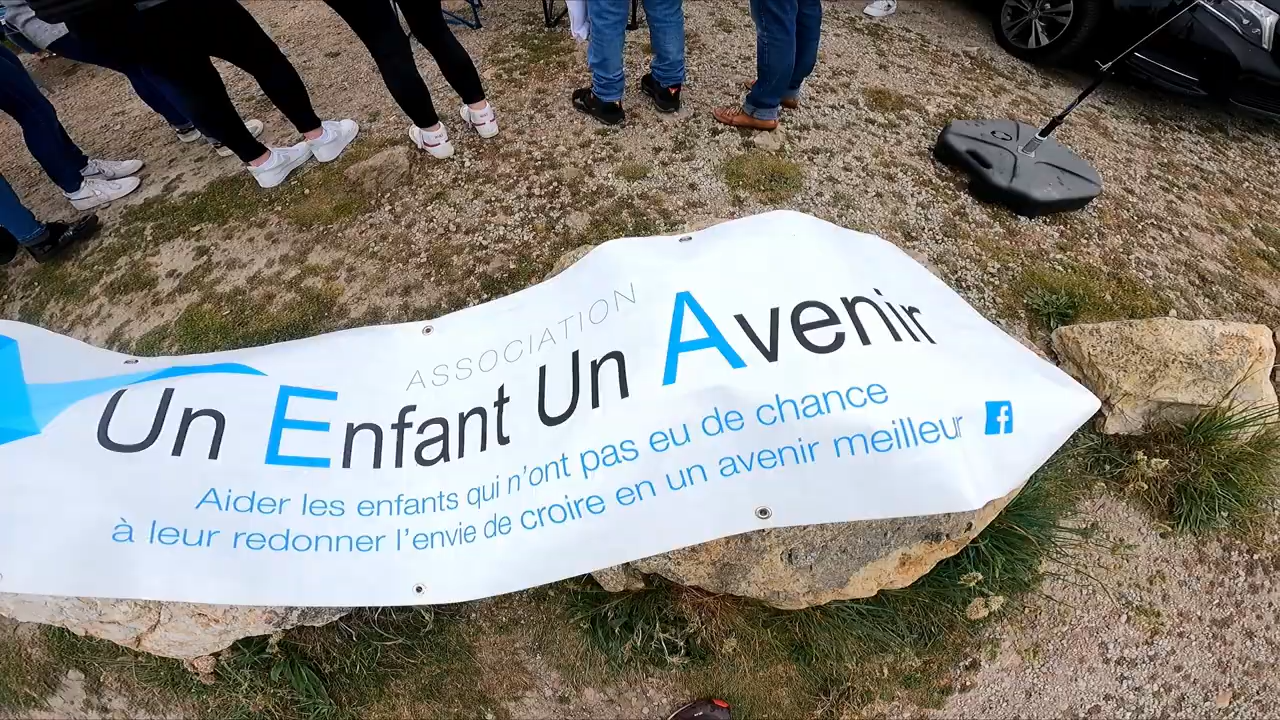 ASSOCIATION
Un Enfant Un Avenir
Aider les enfants qui n'ont pas eu de chance
à leur redonner l'envie de croire en un avenir meilleur